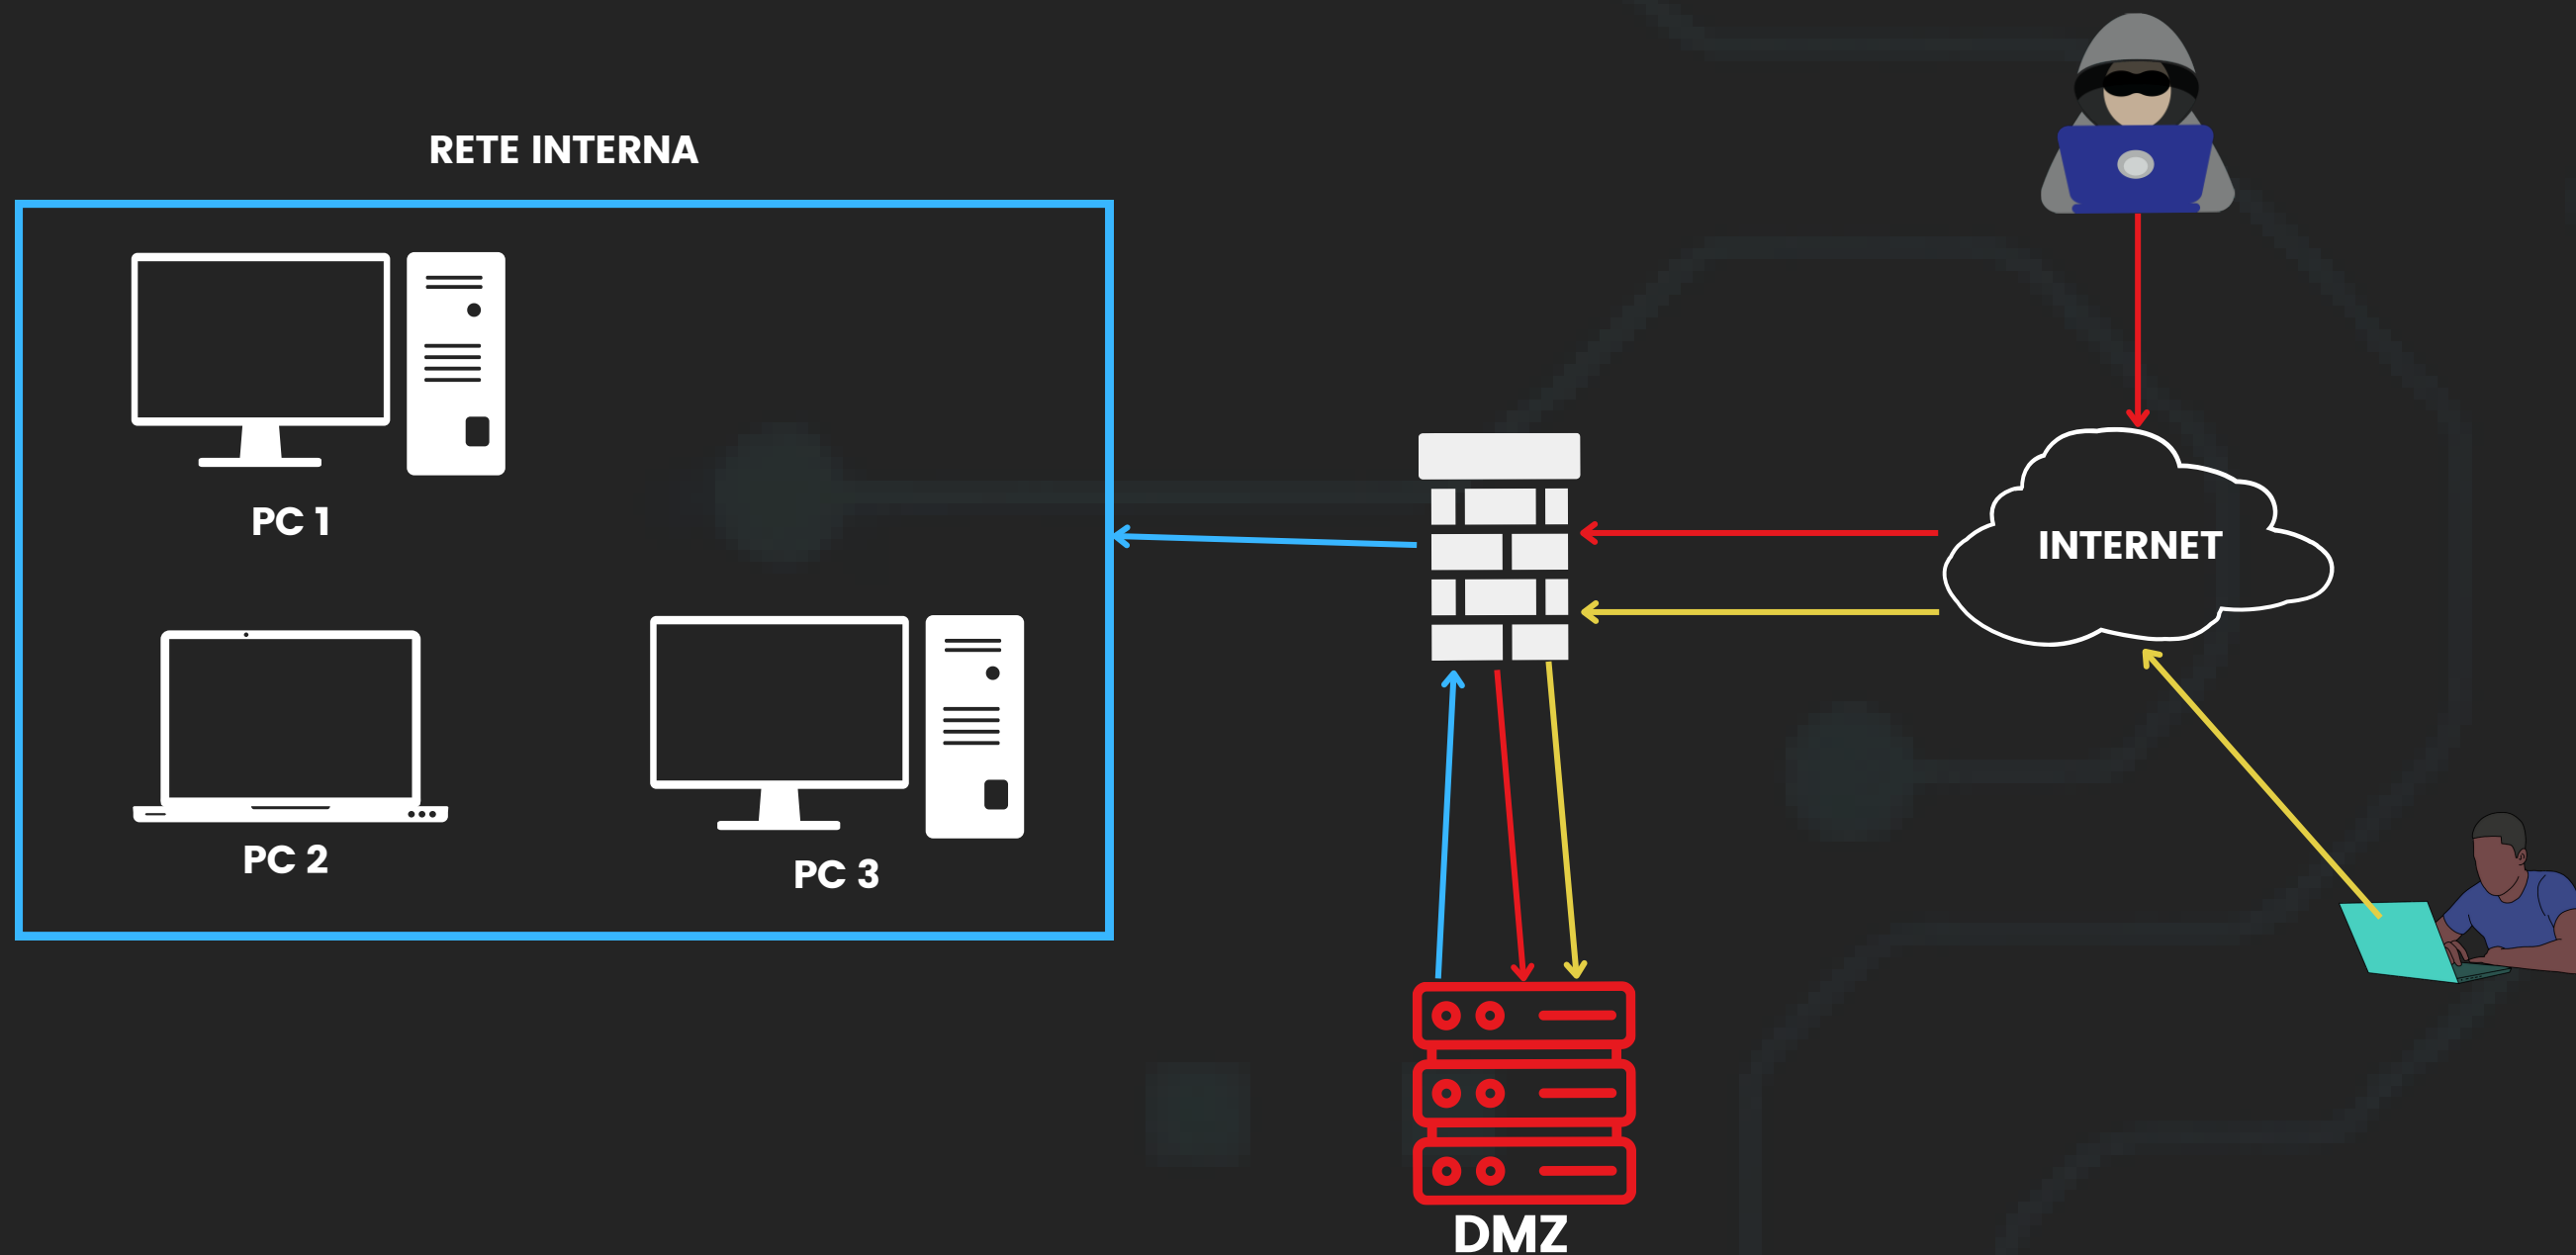 RETE INTERNA
PC 1
INTERNET
PC 2
PC 3
DMZ